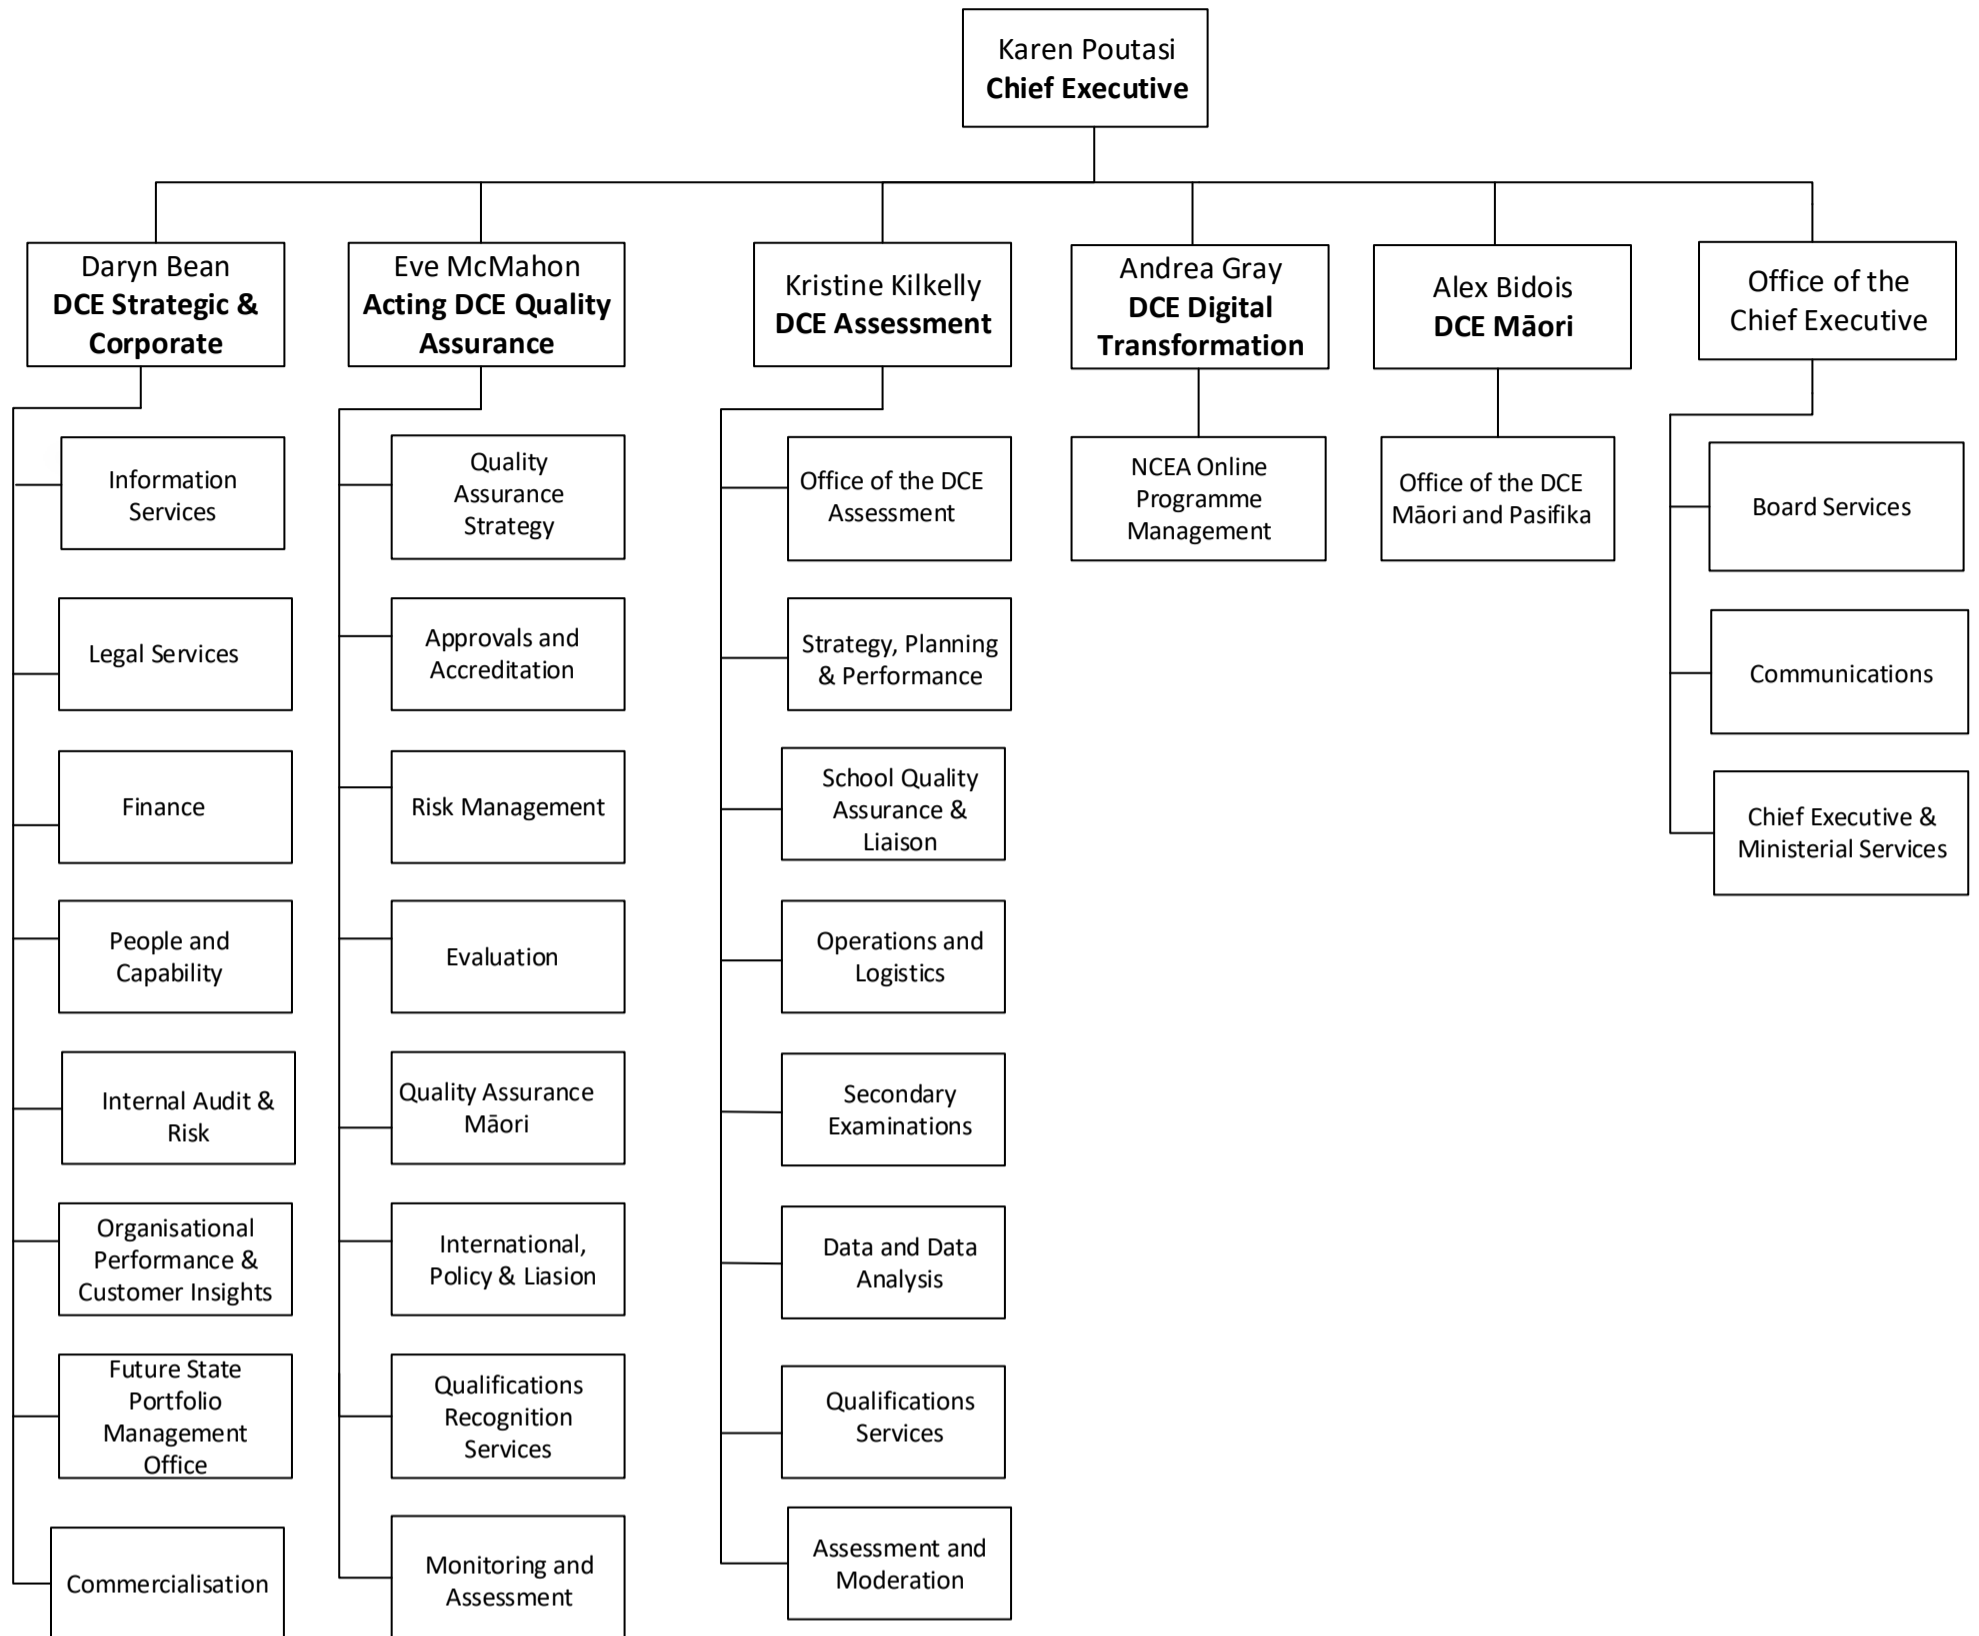 Karen Poutasi
Chief Executive
Daryn Bean
DCE Strategic &
Corporate
Eve McMahon
Acting DCE Quality
Assurance
Kristine Kilkelly
DCE Assessment
Andrea Gray
DCE Digital
Transformation
Alex Bidois
DCE Māori
Office of the
Chief Executive
Information
Services
Legal Services
Finance
People and
Capability
Internal Audit &
Risk
Organisational
Performance &
Customer Insights
Future State
Portfolio
Management
Office
Commercialisation
Quality
Assurance
Strategy
Approvals and
Accreditation
Risk Management
Evaluation
Quality Assurance
Māori
International,
Policy & Liasion
Qualifications
Recognition
Services
Monitoring and
Assessment
Office of the DCE
Assessment
Strategy, Planning
& Performance
School Quality
Assurance &
Liaison
Operations and
Logistics
Secondary
Examinations
Data and Data
Analysis
Qualifications
Services
Assessment and
Moderation
NCEA Online
Programme
Management
Office of the DCE
Māori and Pasifika
Board Services
Communications
Chief Executive &
Ministerial Services